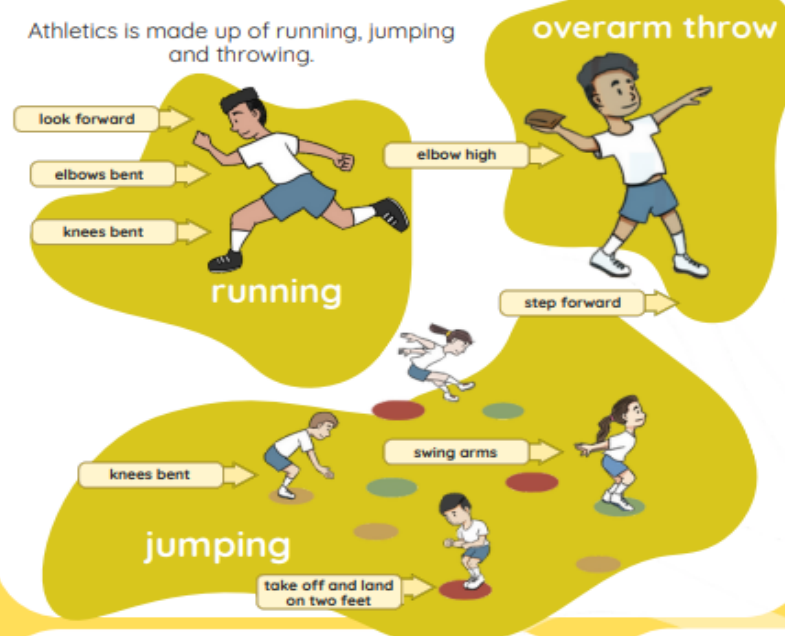 Athletics is made up of running, jumping
and throwing.
look forward
elbows bent
knees bent
running
overarm throw
elbow high
step forward
knees bent
swing arms
jumping
take off and land
on two feet